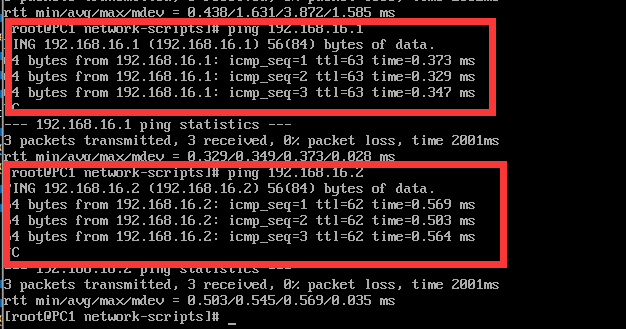 rtt min/avg/max/mdev = 0.438/1.631/3.872/1.585 ms
[root@PC1 network-scripts]# ping 192.168.16.1
PING 192.168.16.1 (192.168.16.1) 56(84) bytes of data.
64 bytes from 192.168.16.1: icmp_seq=1 ttl=63 time=0.373 ms
64 bytes from 192.168.16.1: icmp_seq=2 ttl=63 time=0.329 ms
64 bytes from 192.168.16.1: icmp_seq=3 ttl=63 time=0.347 ms
^C
--- 192.168.16.1 ping statistics ---
3 packets transmitted, 3 received, 0% packet loss, time 2001ms
rtt min/avg/max/mdev = 0.329/0.349/0.373/0.028 ms
[root@PC1 network-scripts]# ping 192.168.16.2
PING 192.168.16.2 (192.168.16.2) 56(84) bytes of data.
64 bytes from 192.168.16.2: icmp_seq=1 ttl=62 time=0.569 ms
64 bytes from 192.168.16.2: icmp_seq=2 ttl=62 time=0.503 ms
64 bytes from 192.168.16.2: icmp_seq=3 ttl=62 time=0.564 ms
^C
--- 192.168.16.2 ping statistics ---
3 packets transmitted, 3 received, 0% packet loss, time 2001ms
rtt min/avg/max/mdev = 0.503/0.545/0.569/0.035 ms
[root@PC1 network-scripts]# _